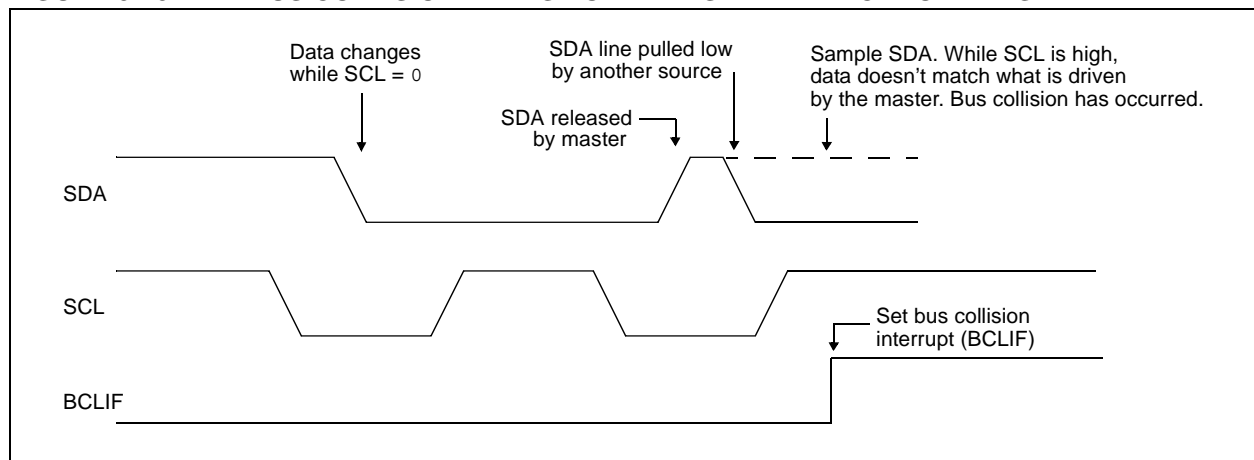 Data changes
while SCL = 0
SDA line pulled low
by another source
Sample SDA. While SCL is high,
data doesn't match what is driven
by the master. Bus collision has occurred.
SDA released
by master
SDA
SCL
Set bus collision
interrupt (BCLIF)
BCLIF